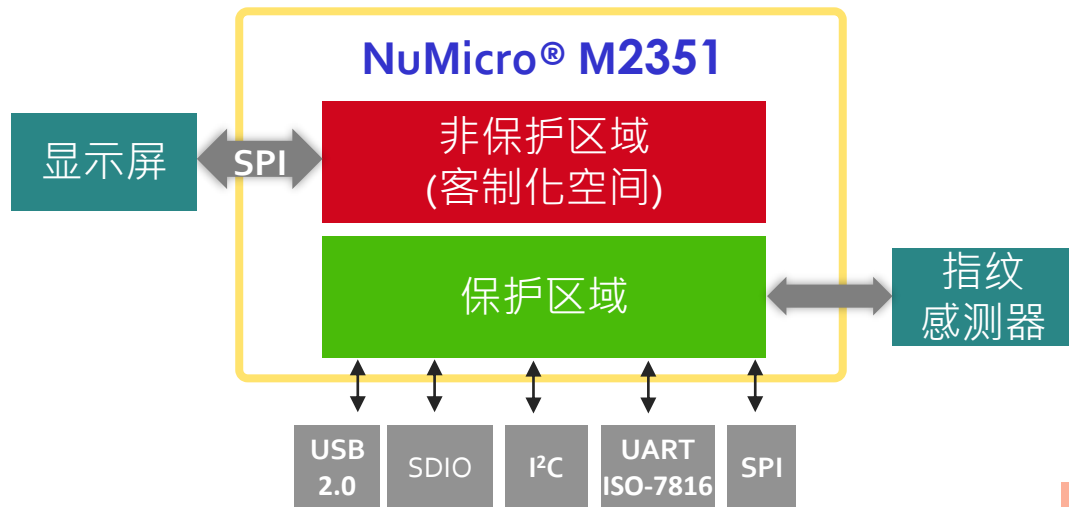 NuMicro® M2351
显示屏
SPI
非保护区域
(客制化空间)
保护区域
指纹
感测器
USB
2.0
SDIO
I²C
UART
ISO-7816
SPI